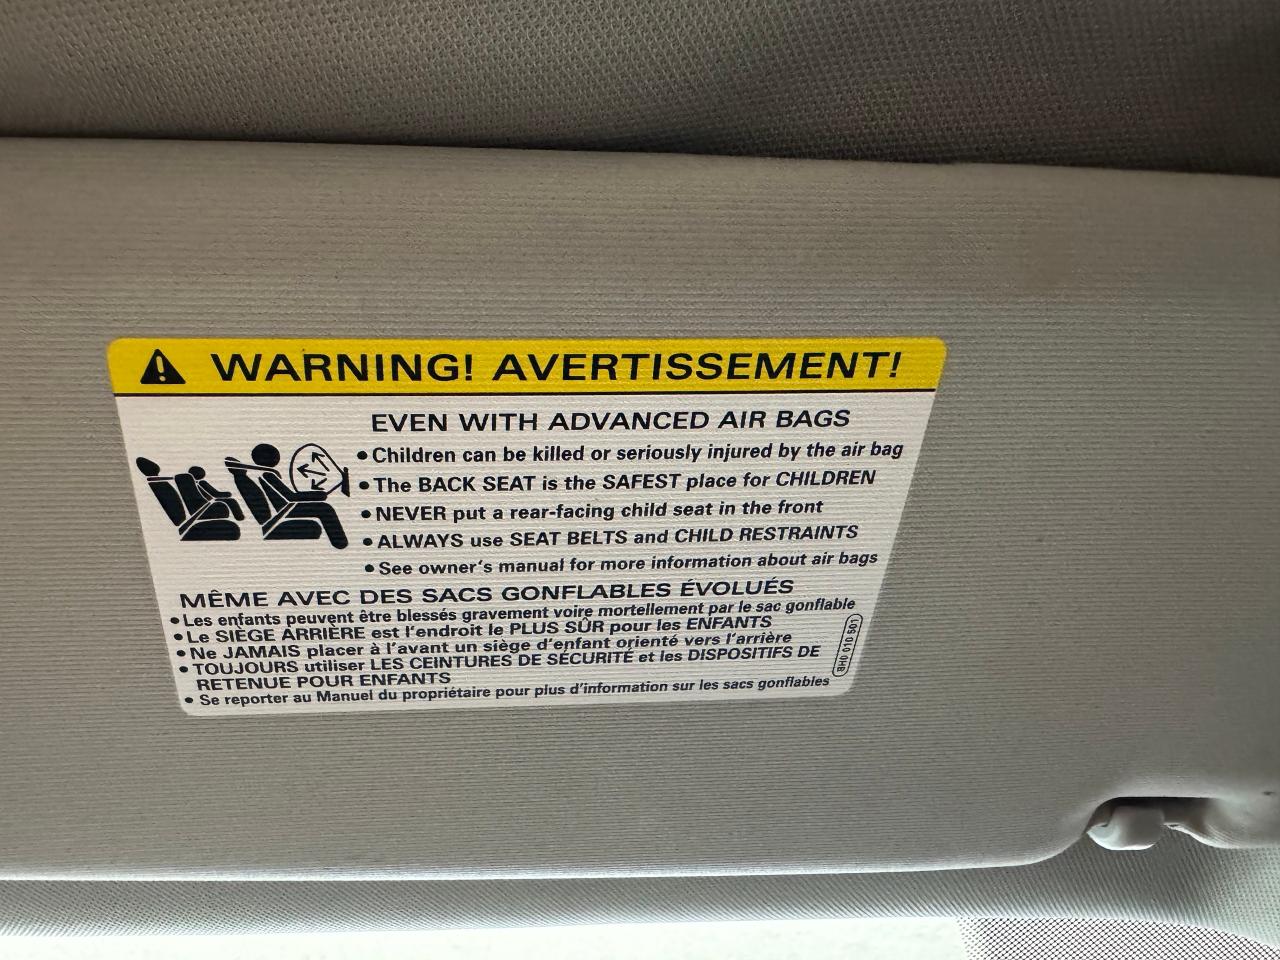 WARNING! AVERTISSEMENT!
EVEN WITH ADVANCED AIR BAGS
•Children can be killed or seriously injured by the air bag
•The BACK SEAT is the SAFEST place for CHILDREN
•NEVER put a rear-facing child seat in the front
•ALWAYS use SEAT BELTS and CHILD RESTRAINTS
•See owner's manual for more information about air bags
MÊME AVEC DES SACS GONFLABLES ÉVOLUÉS
•Les enfants peuvent être blessés gravement voire mortellement par le sac gonflable
•Le SIÈGE ARRIÈRE est l'endroit le PLUS SÛR pour les ENFANTS
•Ne JAMAIS placer à l'avant un siège d'enfant orienté vers l'arrière
•TOUJOURS utiliser LES CEINTURES DE SÉCURITÉ et les DISPOSITIFS DE
RETENUE POUR ENFANTS
• Se reporter au Manuel du propriétaire pour plus d'information sur les sacs gonflables
8H0 010 501